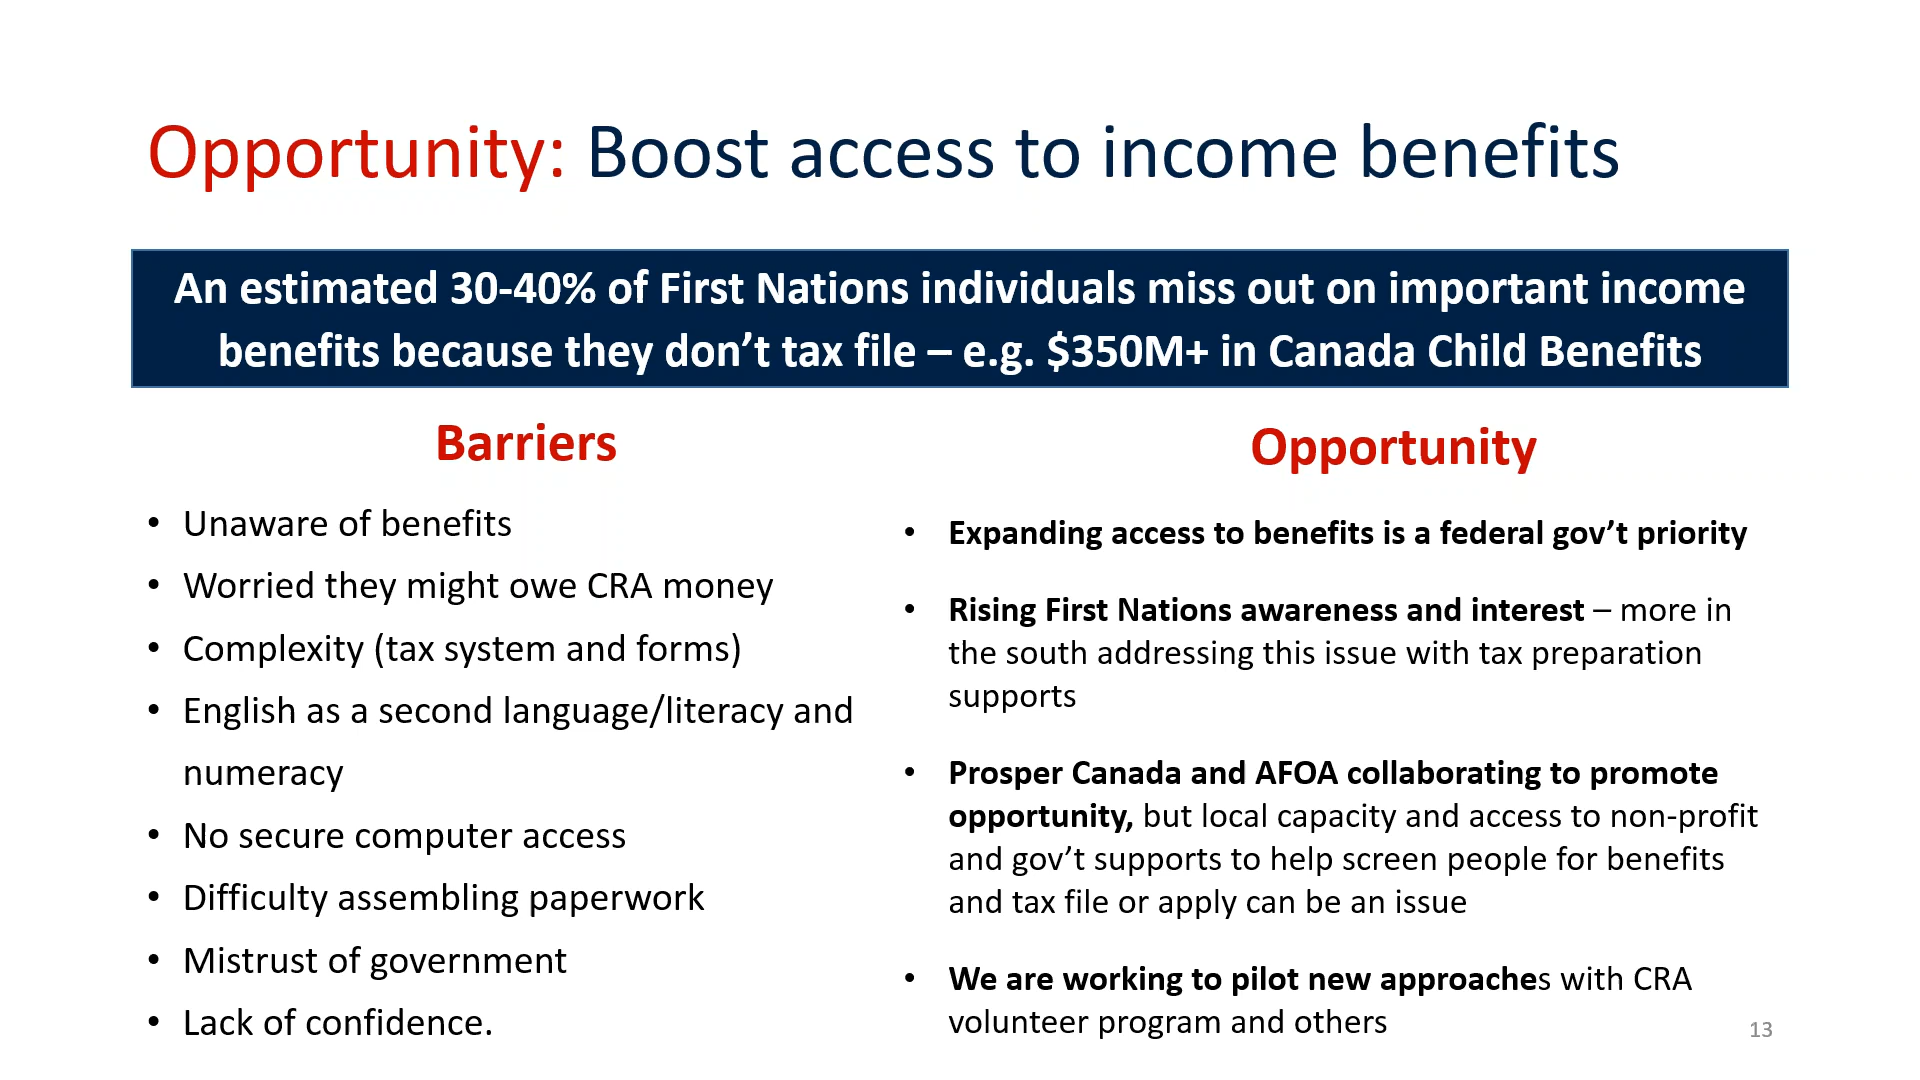 Opportunity: Boost access to income benefits
An estimated 30-40% of First Nations individuals miss out on important income
benefits because they don’t tax file – e.g. $350M+ in Canada Child Benefits
Barriers
• Unaware of benefits
• Worried they might owe CRA money
• Complexity (tax system and forms)
• English as a second language/literacy and
numeracy
• No secure computer access
• Difficulty assembling paperwork
• Mistrust of government
• Lack of confidence.
Opportunity
• Expanding access to benefits is a federal gov’t priority
• Rising First Nations awareness and interest – more in
the south addressing this issue with tax preparation
supports
• Prosper Canada and AFOA collaborating to promote
opportunity, but local capacity and access to non-profit
and gov’t supports to help screen people for benefits
and tax file or apply can be an issue
• We are working to pilot new approaches with CRA
volunteer program and others
13